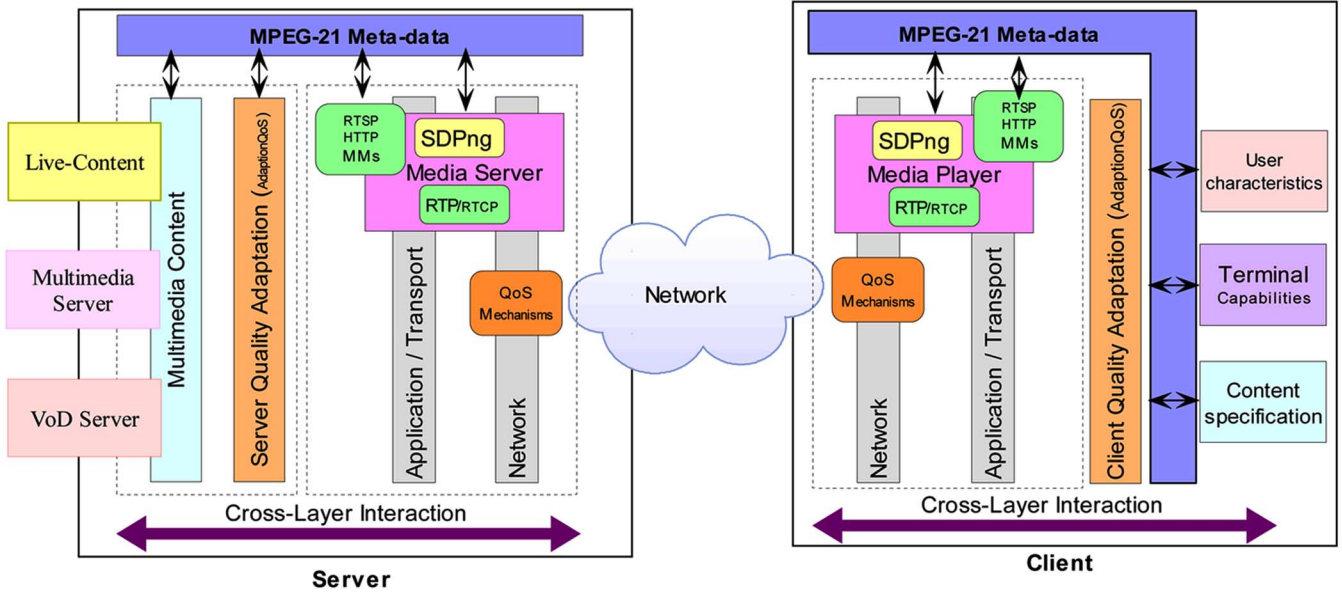 MPEG-21 Meta-data
Live-Content
Multimedia
Server
VoD Server
Multimedia Content
Server Quality Adaptation (AdaptionQoS)
RTSP
HTTP
MMs
SDPng
Media Server
RTP/RTCP
Application / Transport
QoS
Mechanisms
Network
Cross-Layer Interaction
Server
Network
MPEG-21 Meta-data
SDPng
RTSP
HTTP
MMs
Media Player
RTP/RTCP
QoS
Mechanisms
Network
Application / Transport
Client Quality Adaptation (AdaptionQoS)
User
characteristics
Terminal
Capabilities
Content
specification
Cross-Layer Interaction
Client